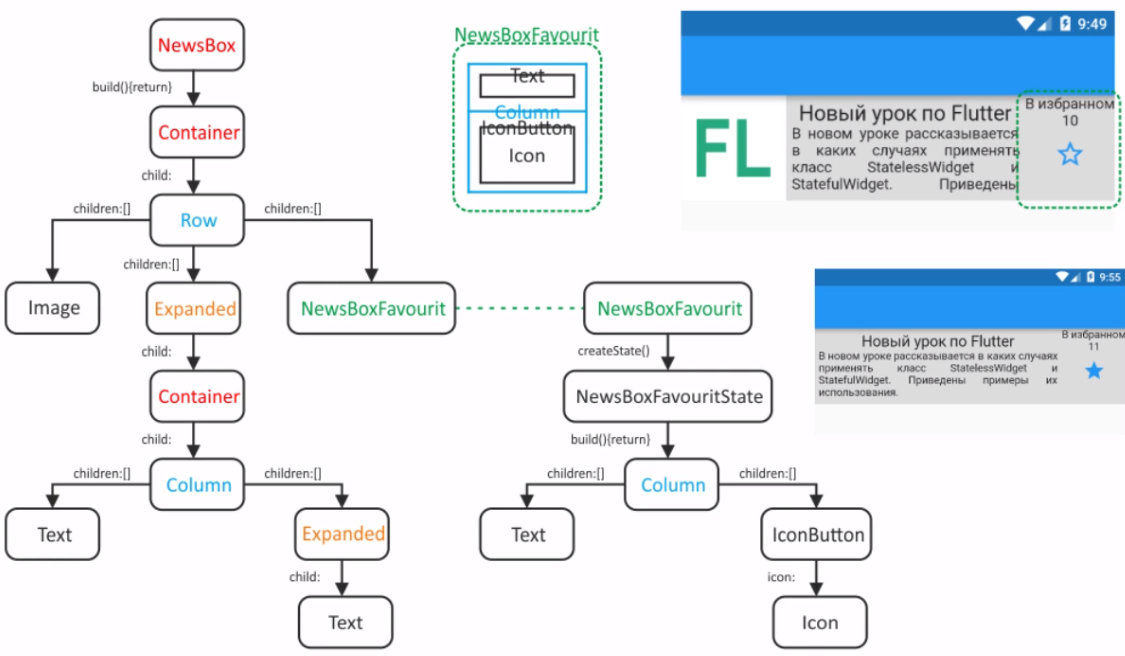 NewsBox
build(){return}
Container
child:
children:[]
children:[]
Row
children:[]
Image
Expanded
NewsBoxFavourit
child:
Container
child:
children:[]
children:[]
Column
Text
Expanded
child:
Text
NewsBoxFavourit
Text
Column
IconButton
Icon
NewsBoxFavourit
createState()
NewsBoxFavouritState
build(){return}
children:[]
children:[]
Column
Text
IconButton
icon:
Icon
9:49
FL
Новый урок по Flutter
В новом уроке рассказывается
в каких случаях применять
класс StatelessWidget и
StatefulWidget. Приведены
В избранном
10
9:55
Новый урок по Flutter
В новом уроке рассказывается в каких случаях
применять класс StatelessWidget и
StatefulWidget. Приведены примеры их
использования.
В избранном
11